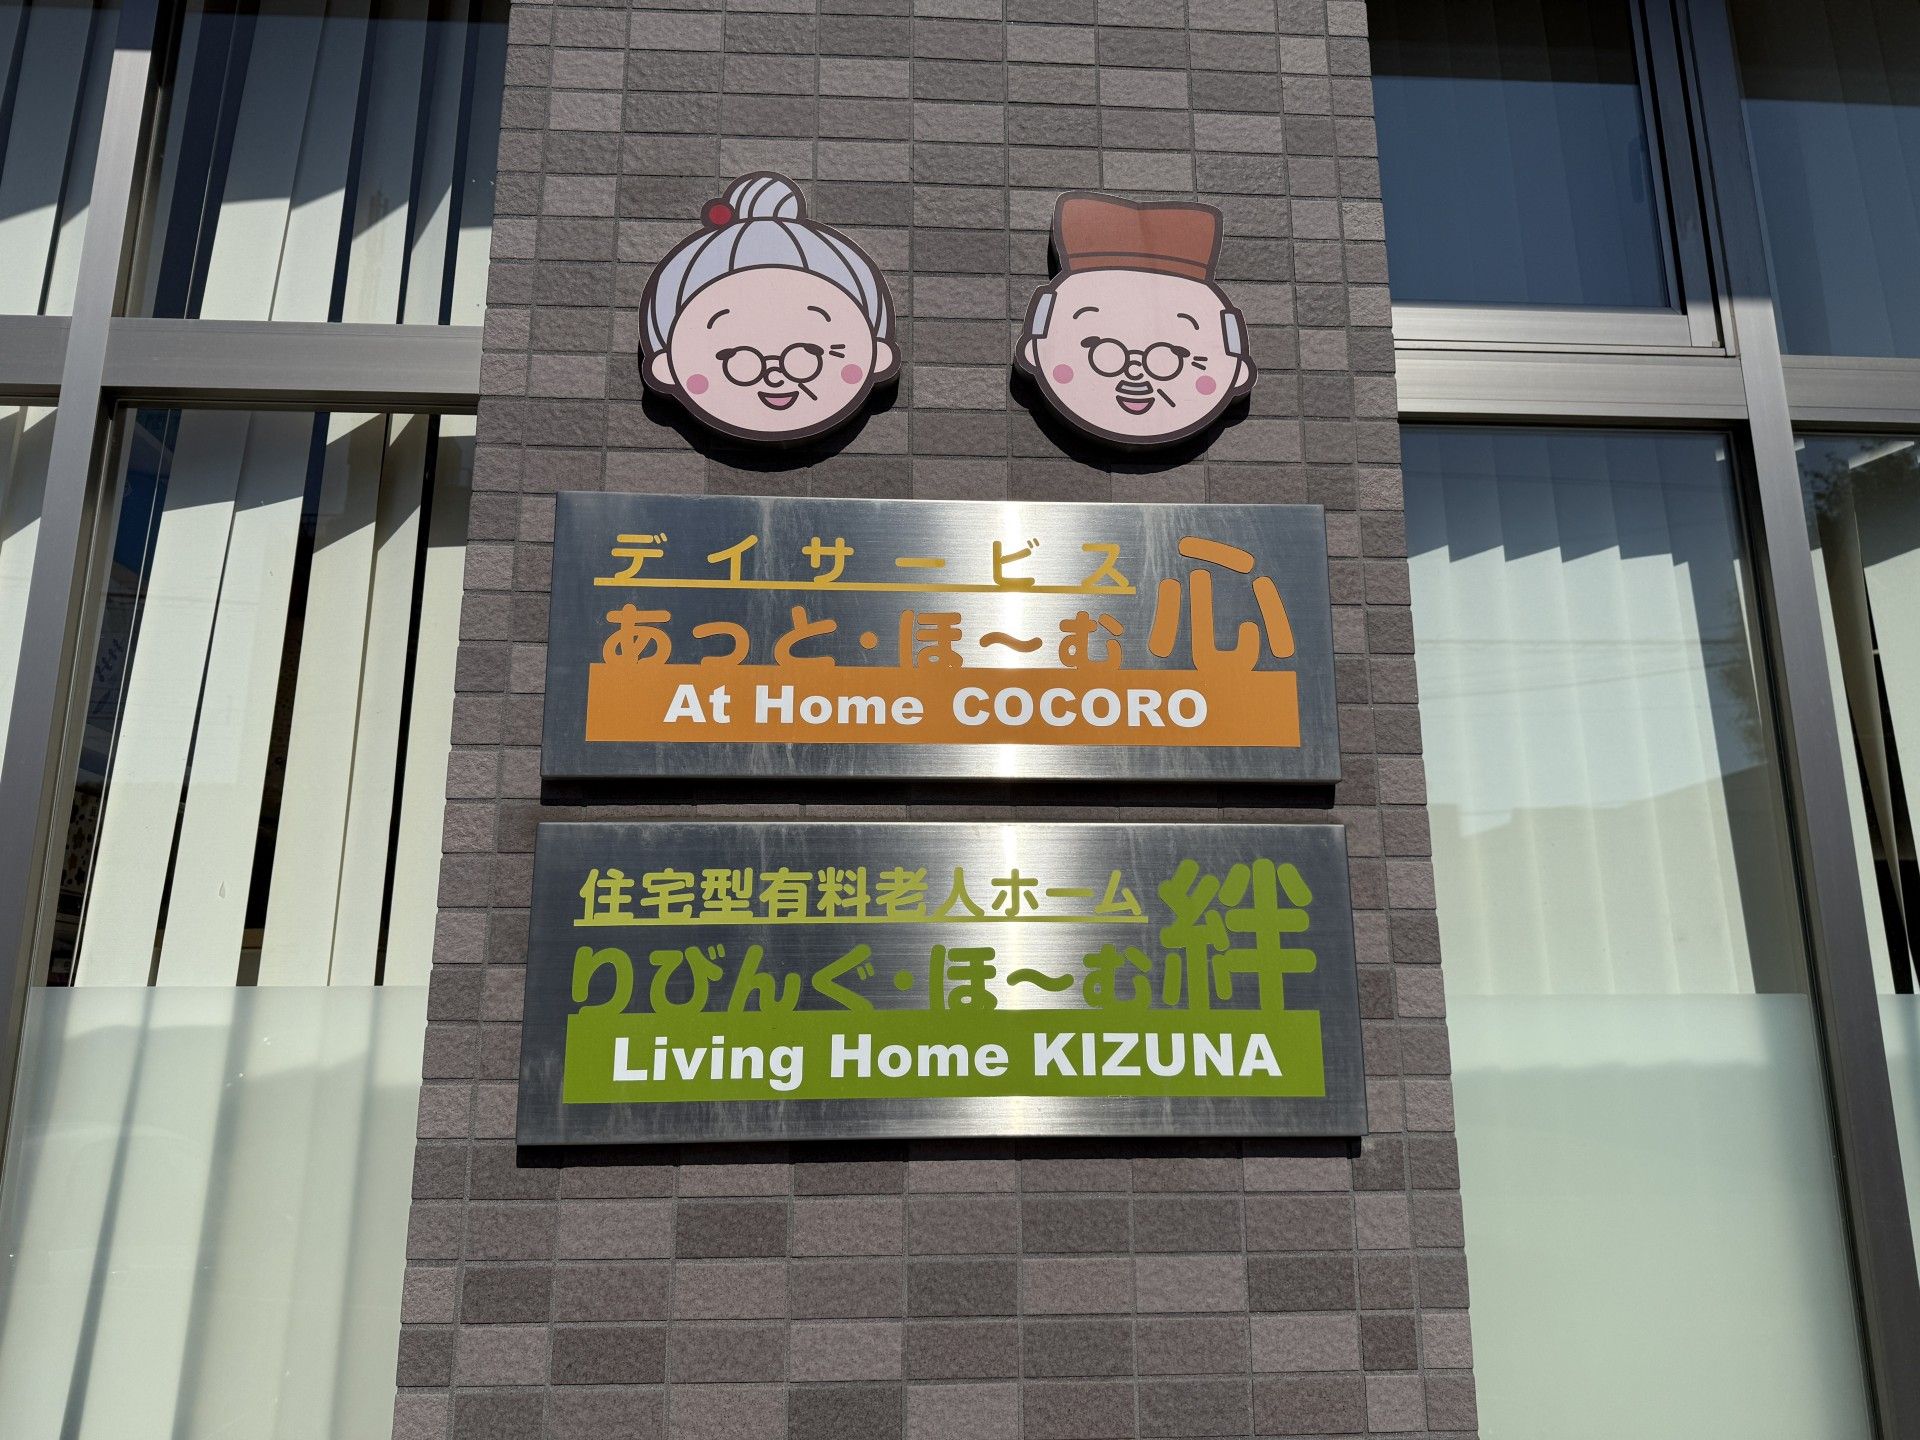 デイサービス
あっと・ほ～む心
At Home COCORO
住宅型有料老人ホーム
りびんぐ・ほ～む絆
Living Home KIZUNA